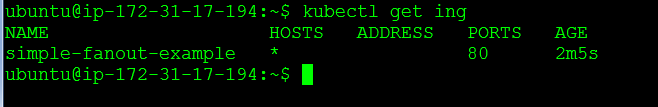 ubuntu@ip-172-31-17-194:~$ kubectl get ing
NAME HOSTS ADDRESS PORTS AGE
simple-fanout-example * 80 2m5s
ubuntu@ip-172-31-17-194:~$